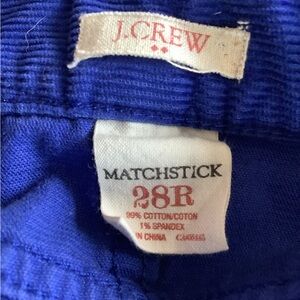 J.CREW
MATCHSTICK
28R
99% COTTON/COTON
1% SPANDEX
IN CHINA